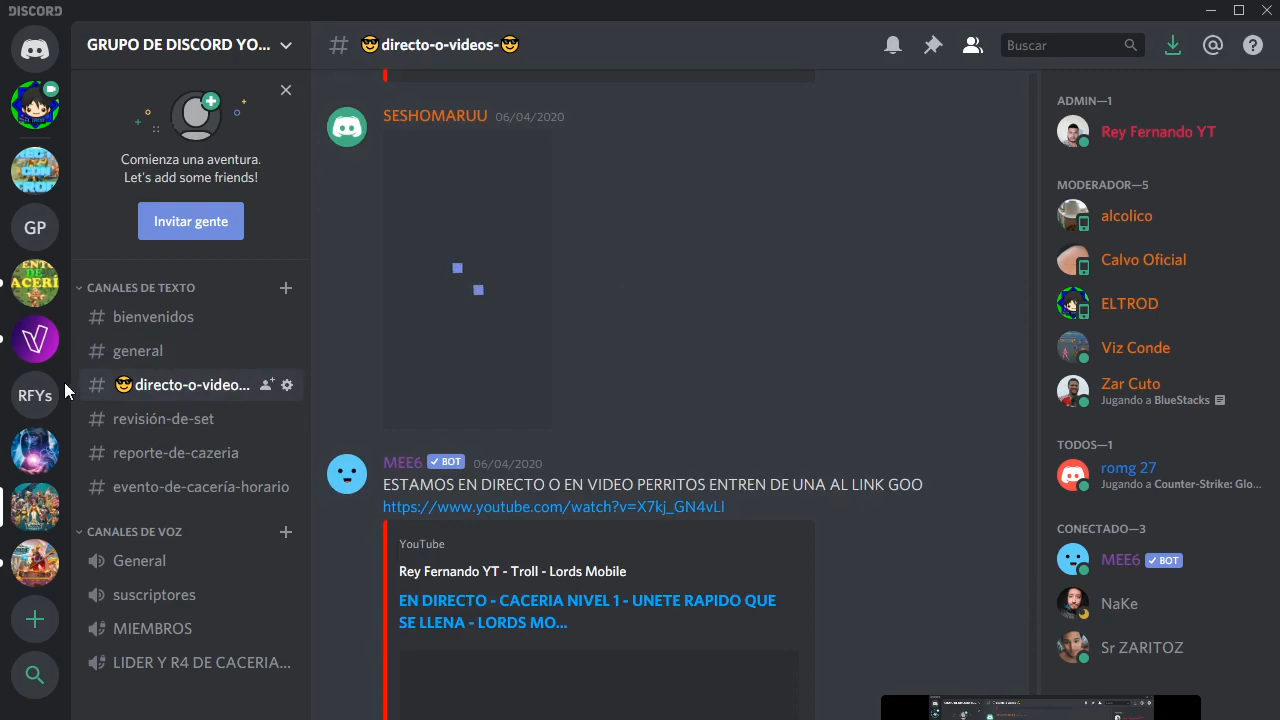 DISCORD
GRUPO DE DISCORD YO...
# 😎directo-o-videos-😎
Buscar
GP
RFYs
Comienza una aventura.
Let's add some friends!
Invitar gente
CANALES DE TEXTO
# bienvenidos
# general
# 😎directo-o-video...
# revisión-de-set
# reporte-de-cazeria
# evento-de-cacería-horario
CANALES DE VOZ
General
suscriptores
MIEMBROS
LIDER Y R4 DE CACERIA...
SESHOMARUU 06/04/2020
MEE6 ✓ BOT 06/04/2020
ESTAMOS EN DIRECTO O EN VIDEO PERRITOS ENTREN DE UNA AL LINK GOO
https://www.youtube.com/watch?v=X7kj_GN4vLI
YouTube
Rey Fernando YT - Troll - Lords Mobile
EN DIRECTO - CACERIA NIVEL 1 - UNETE RAPIDO QUE
SE LLENA - LORDS MO...
ADMIN—1
Rey Fernando YT
MODERADOR—5
alcolico
Calvo Oficial
ELTROD
Viz Conde
Zar Cuto
Jugando a BlueStacks
TODOS—1
romg 27
Jugando a Counter-Strike: Glo...
CONECTADO—3
MEE6 ✓ BOT
NaKe
Sr ZARITOZ